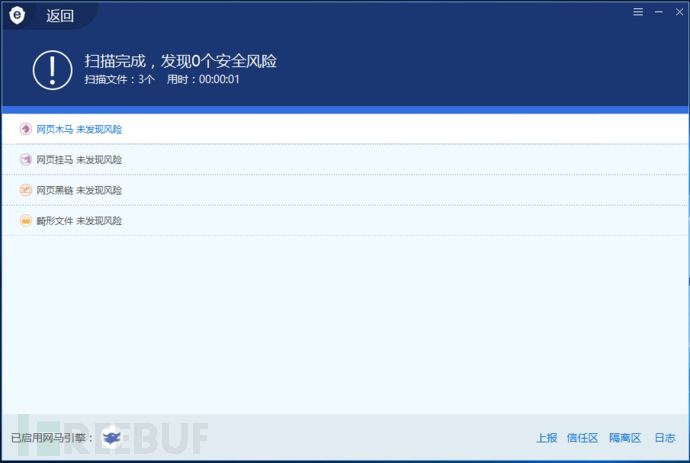 返回
扫描完成，发现0个安全风险
扫描文件：3个 用时：00:00:01
网页木马 未发现风险
网页挂马 未发现风险
网页黑链 未发现风险
畸形文件 未发现风险
已启用网马引擎：
REEBUF
上报 信任区 隔离区 日志